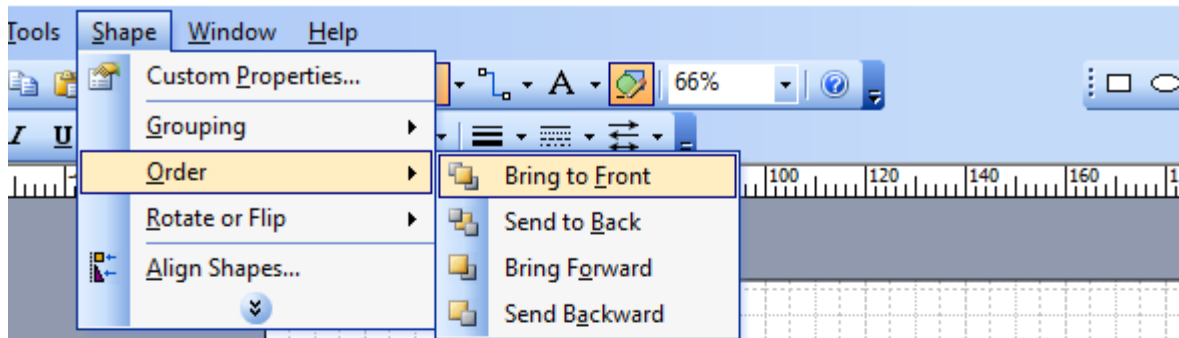 Tools Shape Window Help
Custom Properties...
66%
Grouping
I U
Order
Bring to Front
100 120 140 160
Rotate or Flip
Send to Back
Align Shapes...
Bring Forward
Send Backward